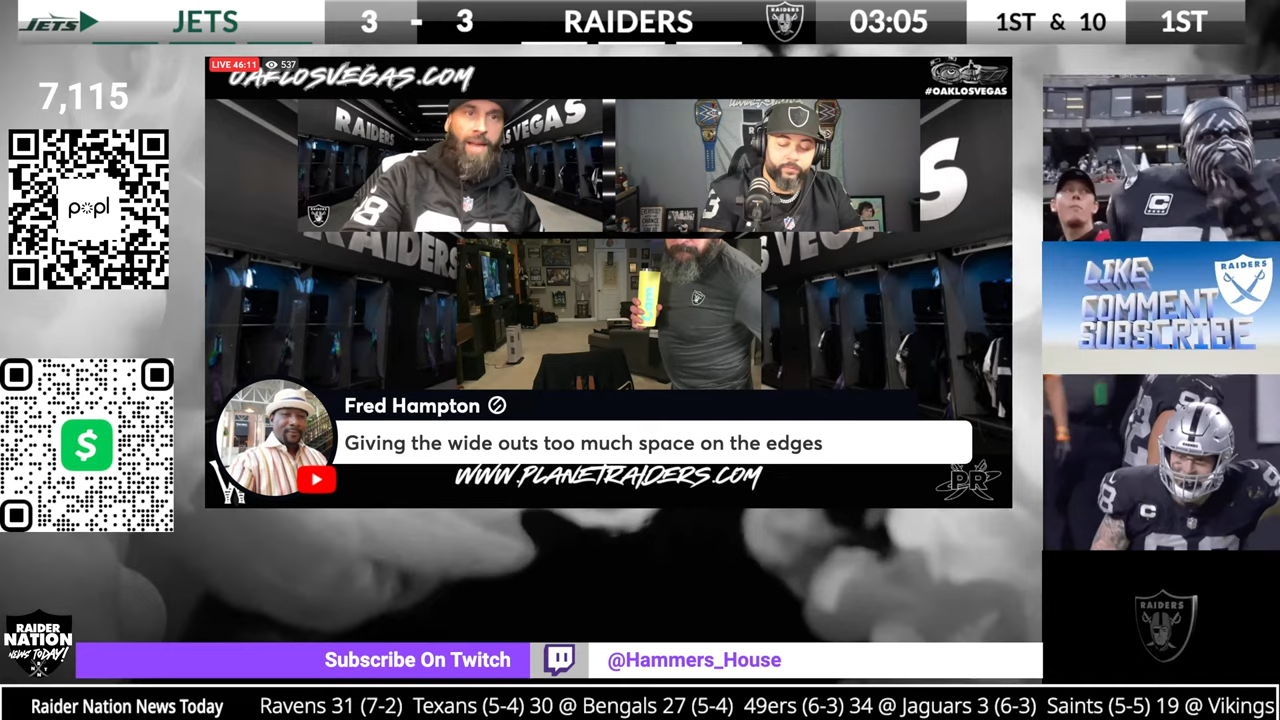 JETS JETS 3 - 3 RAIDERS 03:05 1ST & 10 1ST
LIVE 46:11 537
OAKLOSVEGAS.COM
#OAKLOSVEGAS
7,115
RAIDERS
VEGAS
S
popl
RAIDERS
VEGA
C
LIKE
COMMENT
SUBSCRIBE
RAIDERS
$
Fred Hampton
Giving the wide outs too much space on the edges
WWW.PLANETRAIDERS.COM
PR
C
RAIDERS
RAIDER
NATION
NEWS TODAY!
Subscribe On Twitch
@Hammers_House
Raider Nation News Today Ravens 31 (7-2) Texans (5-4) 30 @ Bengals 27 (5-4) 49ers (6-3) 34 @ Jaguars 3 (6-3) Saints (5-5) 19 @ Vikings